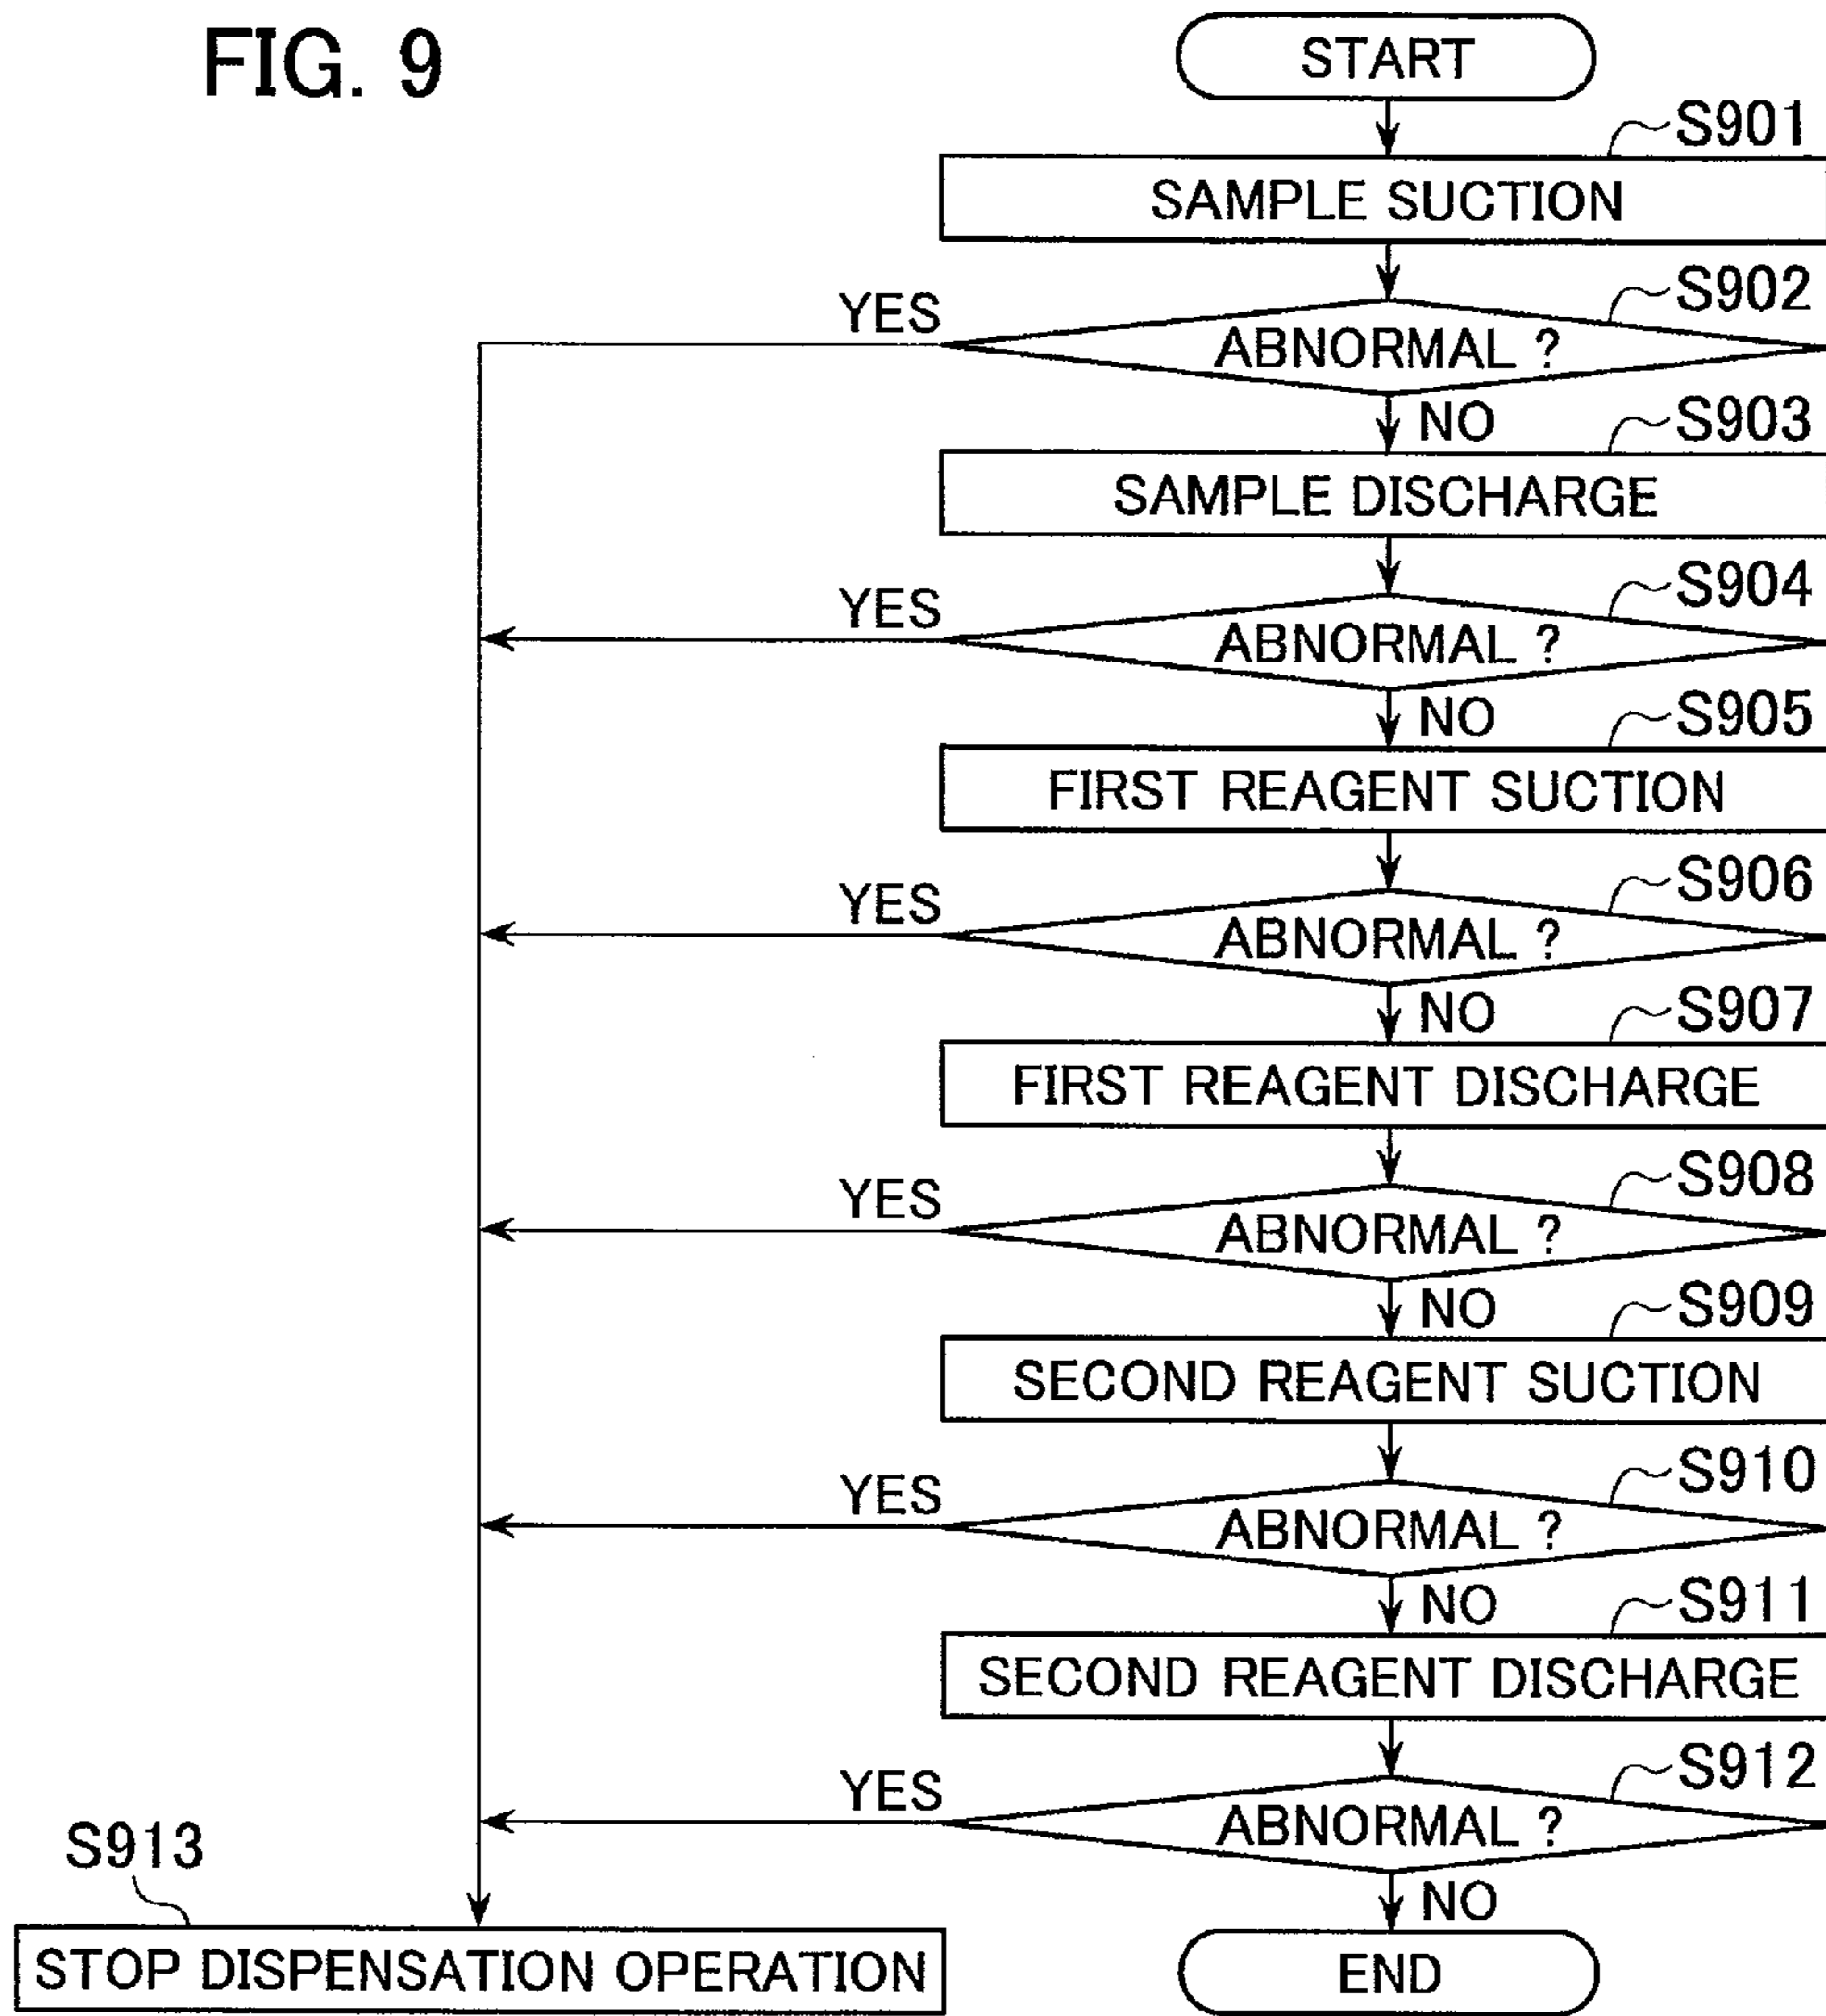 FIG. 9
START
S901
SAMPLE SUCTION
S902
YES
ABNORMAL ?
NO
S903
SAMPLE DISCHARGE
S904
YES
ABNORMAL ?
NO
S905
FIRST REAGENT SUCTION
S906
YES
ABNORMAL ?
NO
S907
FIRST REAGENT DISCHARGE
S908
YES
ABNORMAL ?
NO
S909
SECOND REAGENT SUCTION
S910
YES
ABNORMAL ?
NO
S911
SECOND REAGENT DISCHARGE
S912
YES
ABNORMAL ?
NO
S913
STOP DISPENSATION OPERATION
END